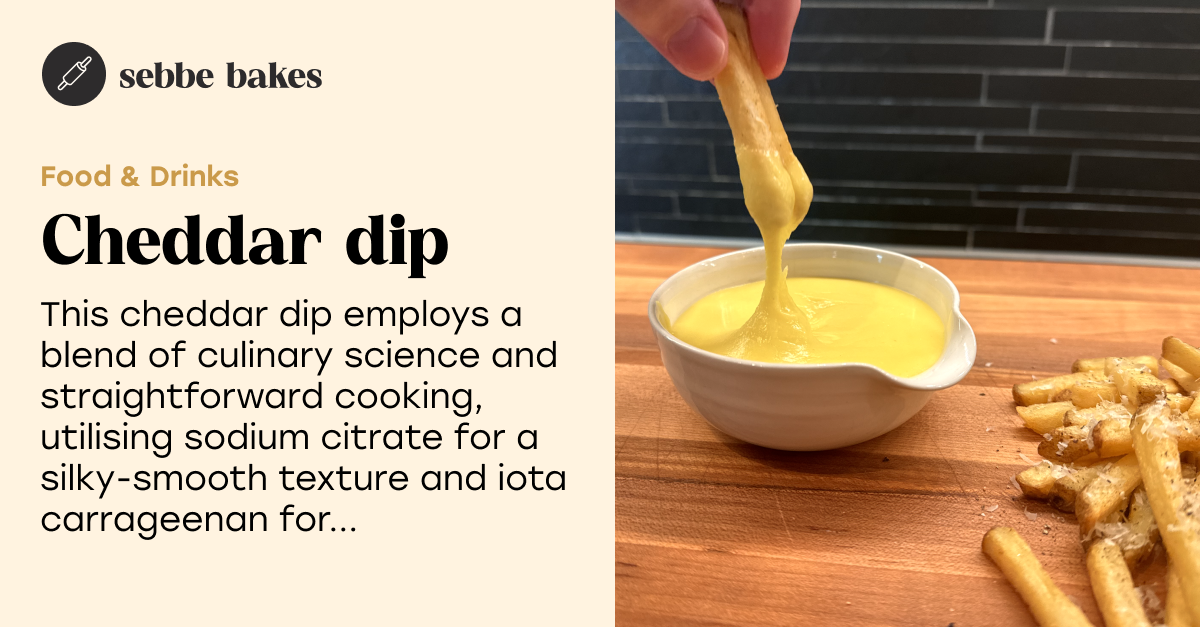 sebbe bakes
Food & Drinks
Cheddar dip
This cheddar dip employs a
blend of culinary science and
straightforward cooking,
utilising sodium citrate for a
silky-smooth texture and iota
carrageenan for...